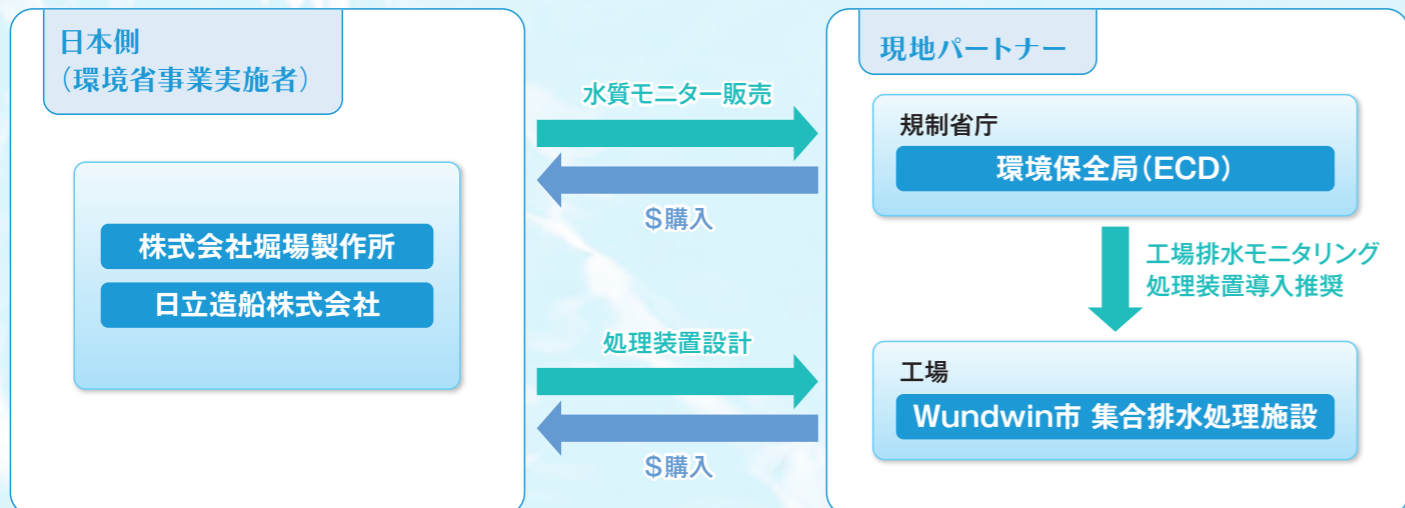 日本側
（環境省事業実施者）
株式会社堀場製作所
日立造船株式会社
水質モニター販売
$購入
処理装置設計
$購入
現地パートナー
規制省庁
環境保全局(ECD)
工場排水モニタリング
処理装置導入推奨
工場
Wundwin市 集合排水処理施設